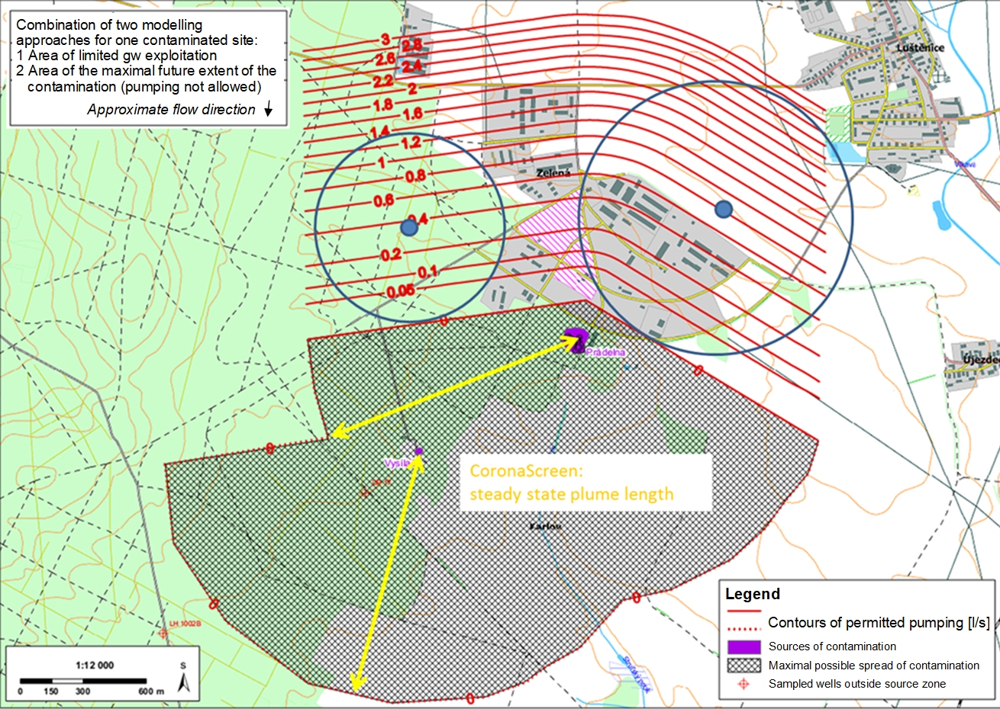 Combination of two modelling
approaches for one contaminated site:
1 Area of limited gw exploitation
2 Area of the maximal future extent of the
contamination (pumping not allowed)
Approximate flow direction
3
2.8
2.6
2.4
2.2
2
1.8
1.6
1.4
1.2
1
0.8
0.6
0.4
0.2
0.1
0.05
0
0
0
0
0
0
Luštěnice
Vlkava
Zelená
Újezdec
Prádelna
CoronaScreen:
steady state plume length
LH 1002B
1:12 000
S
0 150 300 600 m
Legend
Contours of permitted pumping [l/s]
Sources of contamination
Maximal possible spread of contamination
Sampled wells outside source zone